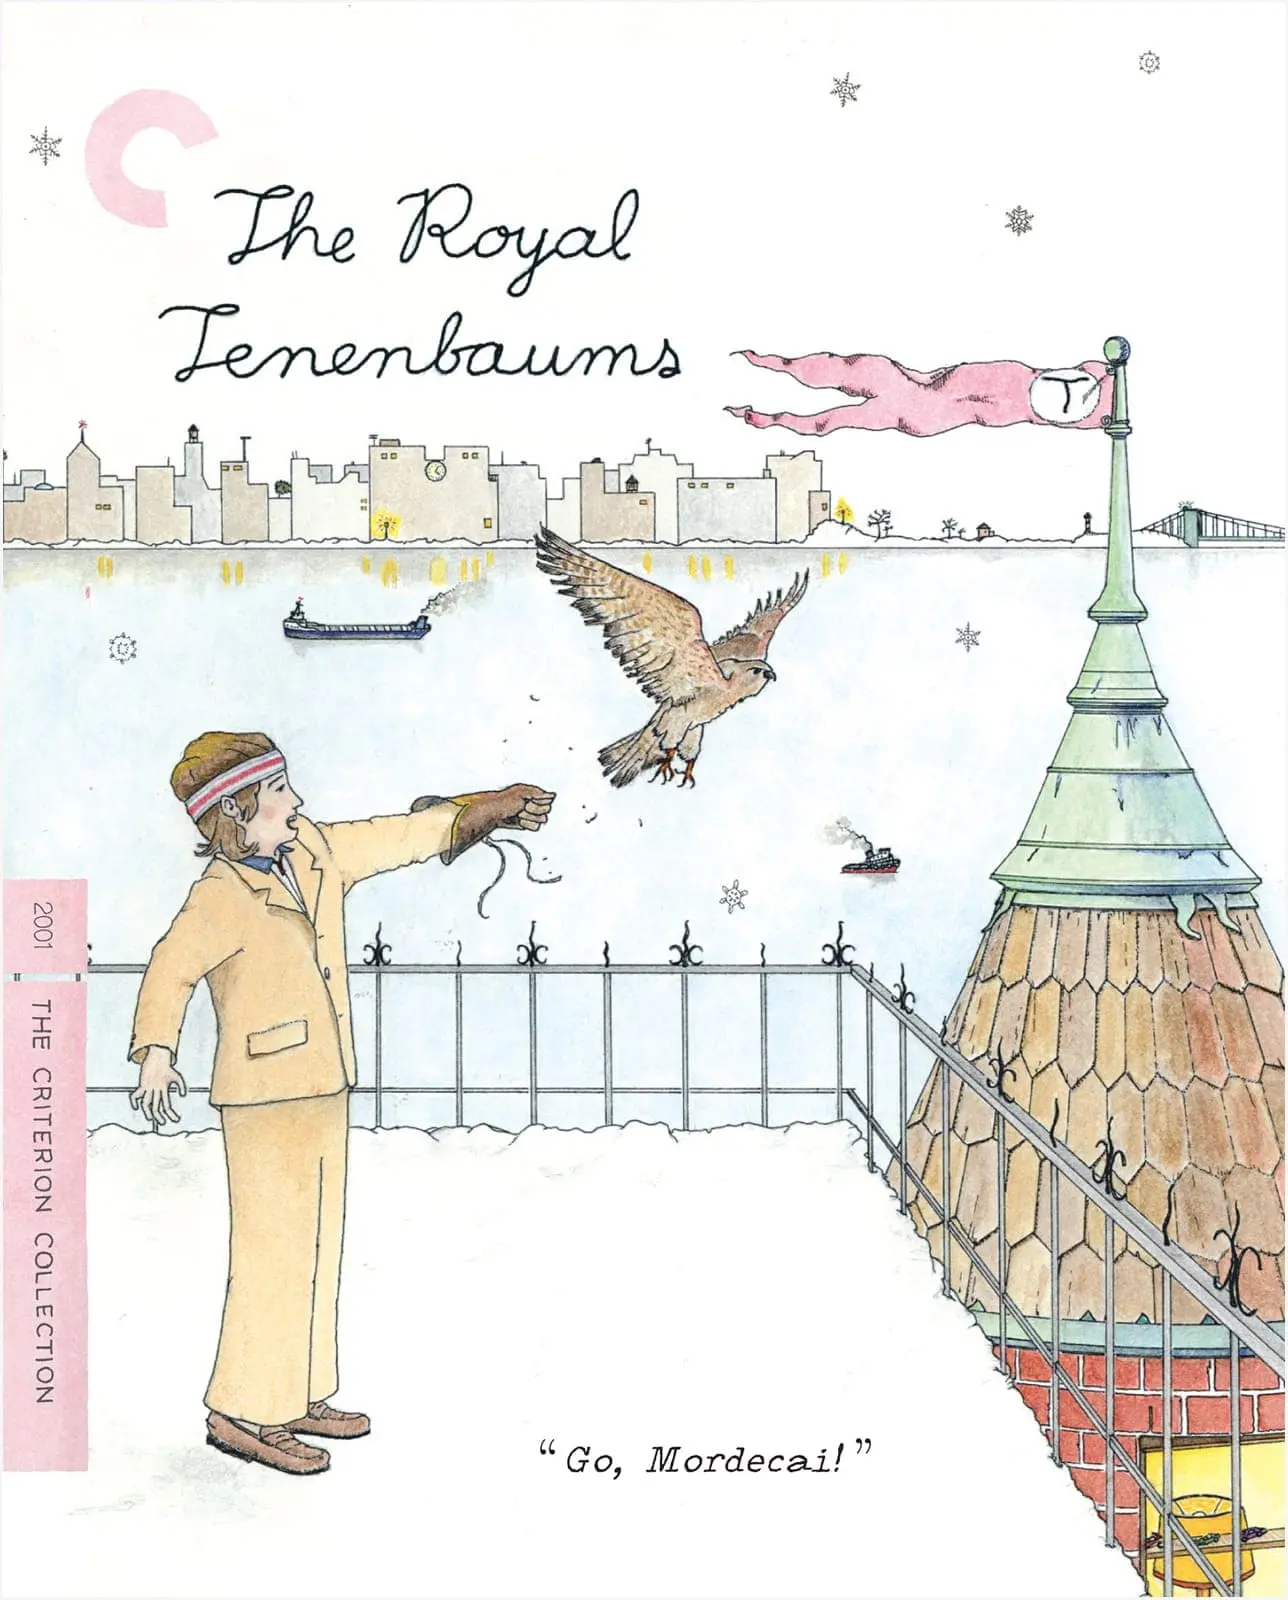 The Royal
Tenenbaums
T
2001
THE CRITERION COLLECTION
“Go, Mordecai!”